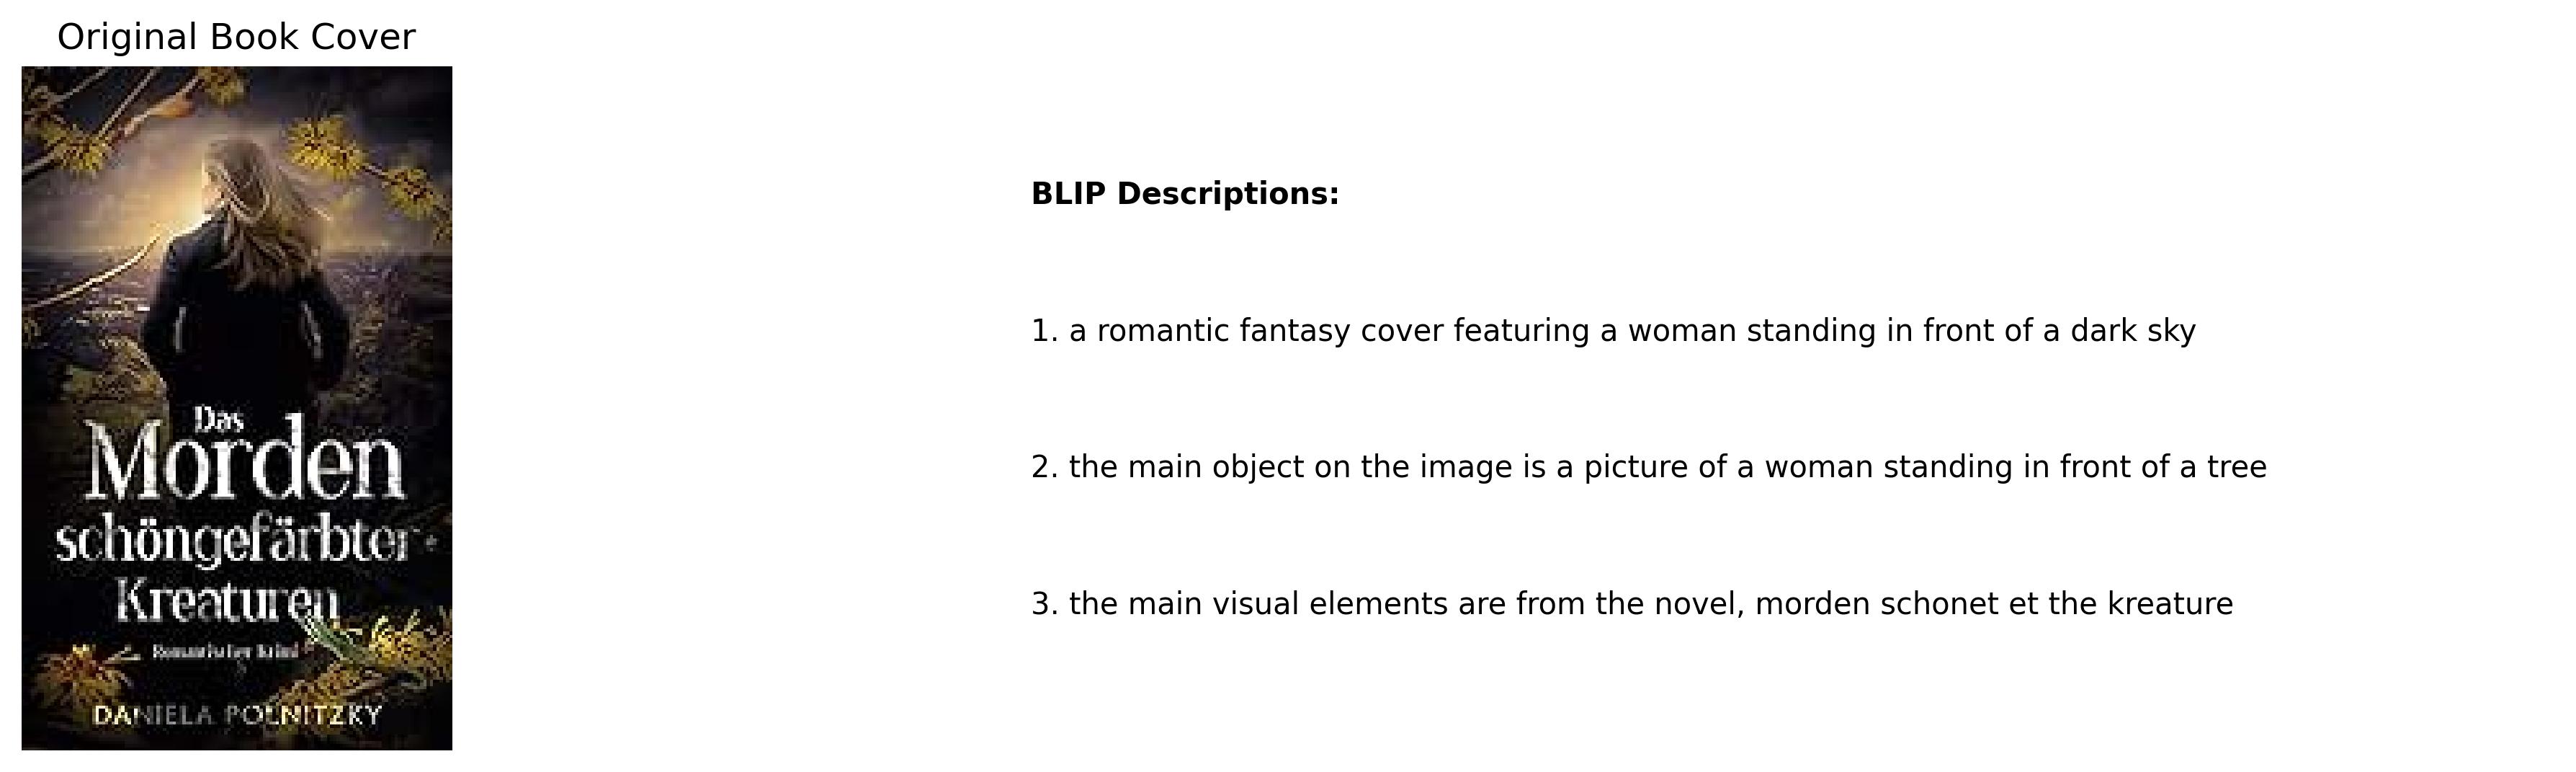 Original Book Cover
Das
Morden
schöngefärbter
Kreaturen
Romantischer Krimi
DANIELA POLNITZKY
BLIP Descriptions:
1. a romantic fantasy cover featuring a woman standing in front of a dark sky
2. the main object on the image is a picture of a woman standing in front of a tree
3. the main visual elements are from the novel, morden schonet et the kreature